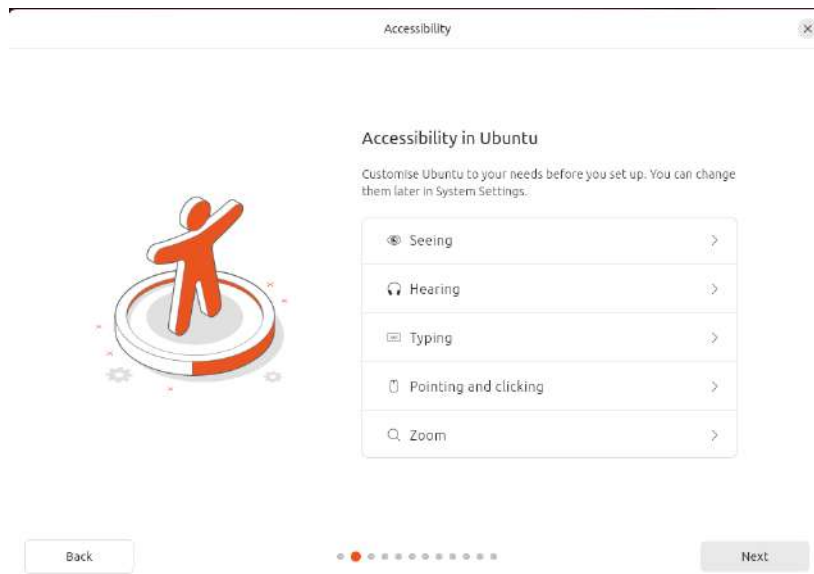 Accessibility
Accessibility in Ubuntu
Customise Ubuntu to your needs before you set up. You can change
them later in System Settings.
Seeing
Hearing
Typing
Pointing and clicking
Zoom
Back
Next